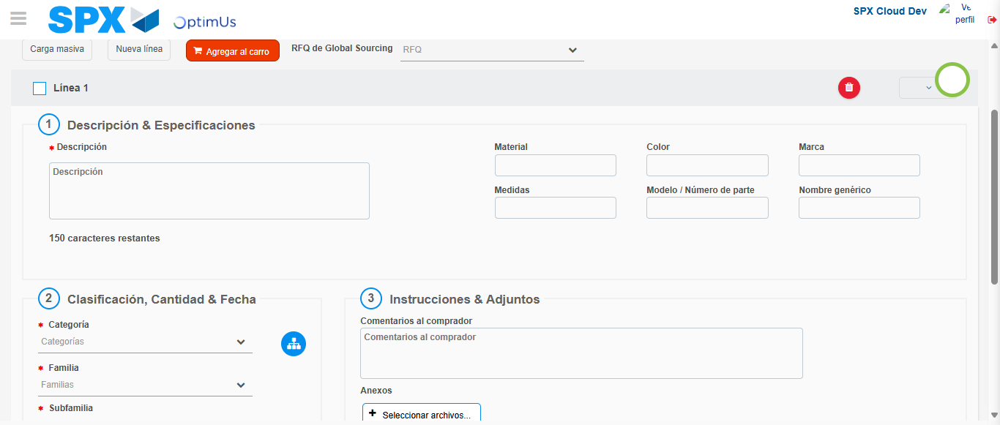 SPX
OptimUs
SPX Cloud Dev
Ve
perfil
Carga masiva
Nueva línea
Agregar al carro
RFQ de Global Sourcing
RFQ
Línea 1
1
Descripción & Especificaciones
* Descripción
Descripción
150 caracteres restantes
Material
Color
Marca
Medidas
Modelo / Número de parte
Nombre genérico
2
Clasificación, Cantidad & Fecha
* Categoría
Categorías
* Familia
Familias
* Subfamilia
3
Instrucciones & Adjuntos
Comentarios al comprador
Comentarios al comprador
Anexos
+ Seleccionar archivos...